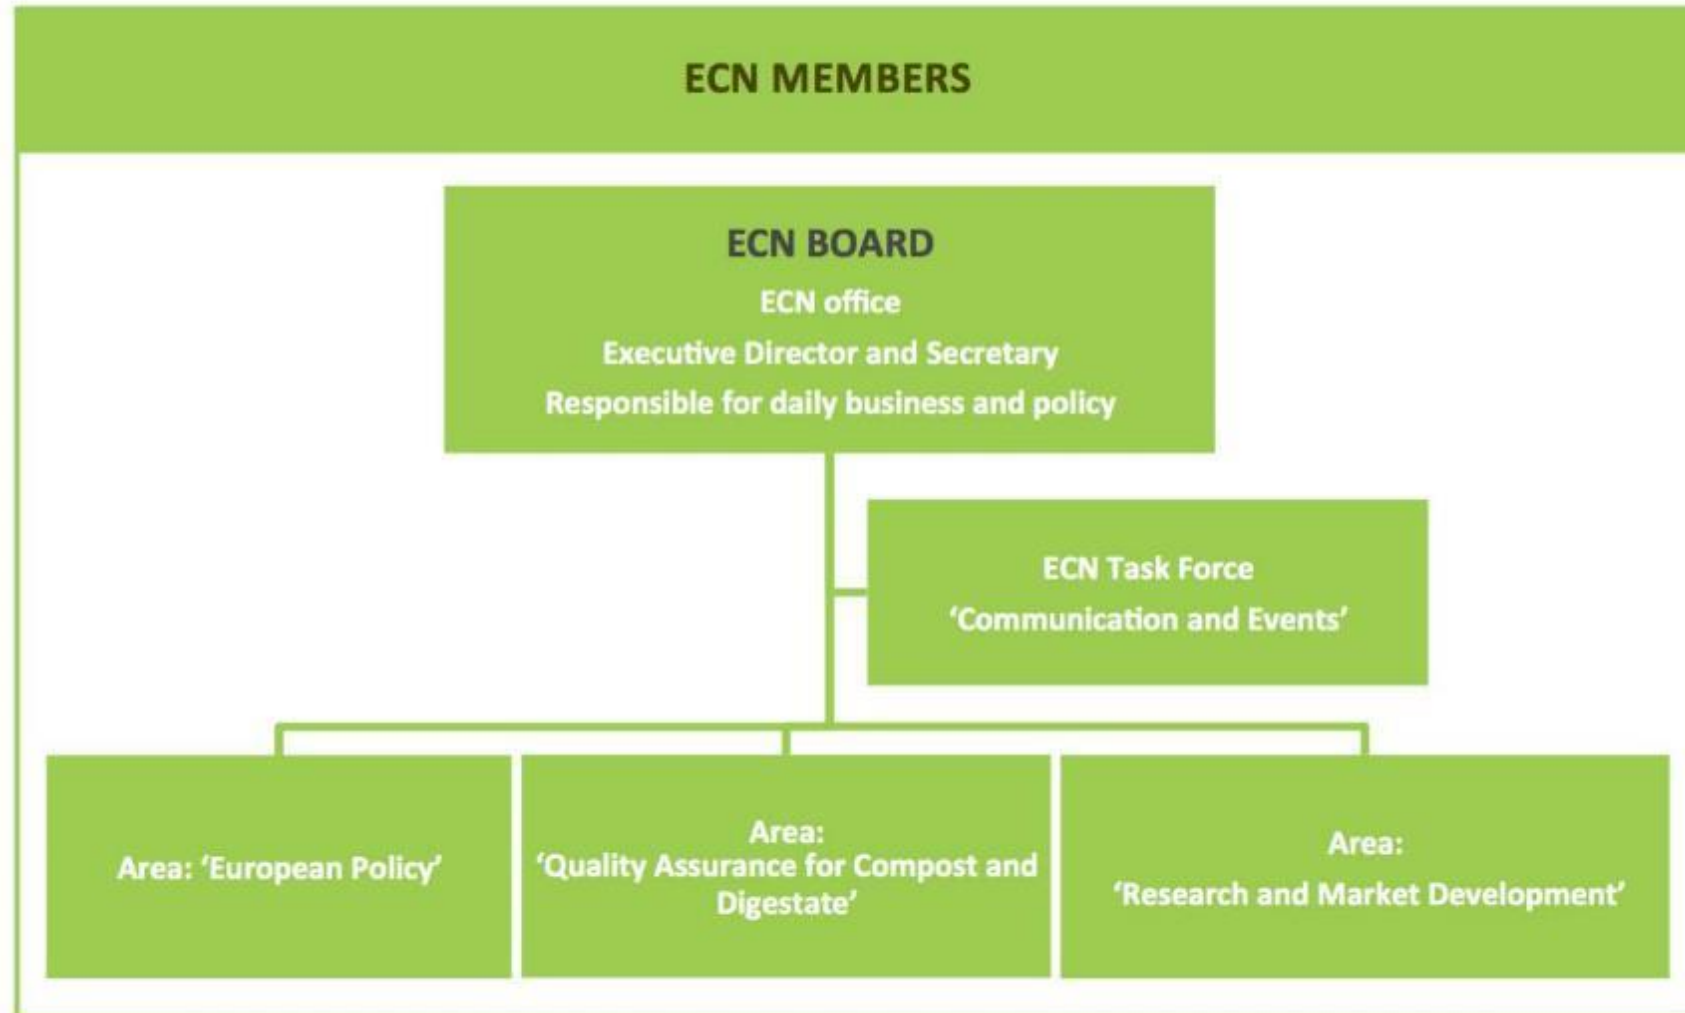 ECN MEMBERS
ECN BOARD
ECN office
Executive Director and Secretary
Responsible for daily business and policy
ECN Task Force
‘Communication and Events’
Area: ‘European Policy’
Area:
‘Quality Assurance for Compost and
Digestate’
Area:
‘Research and Market Development’